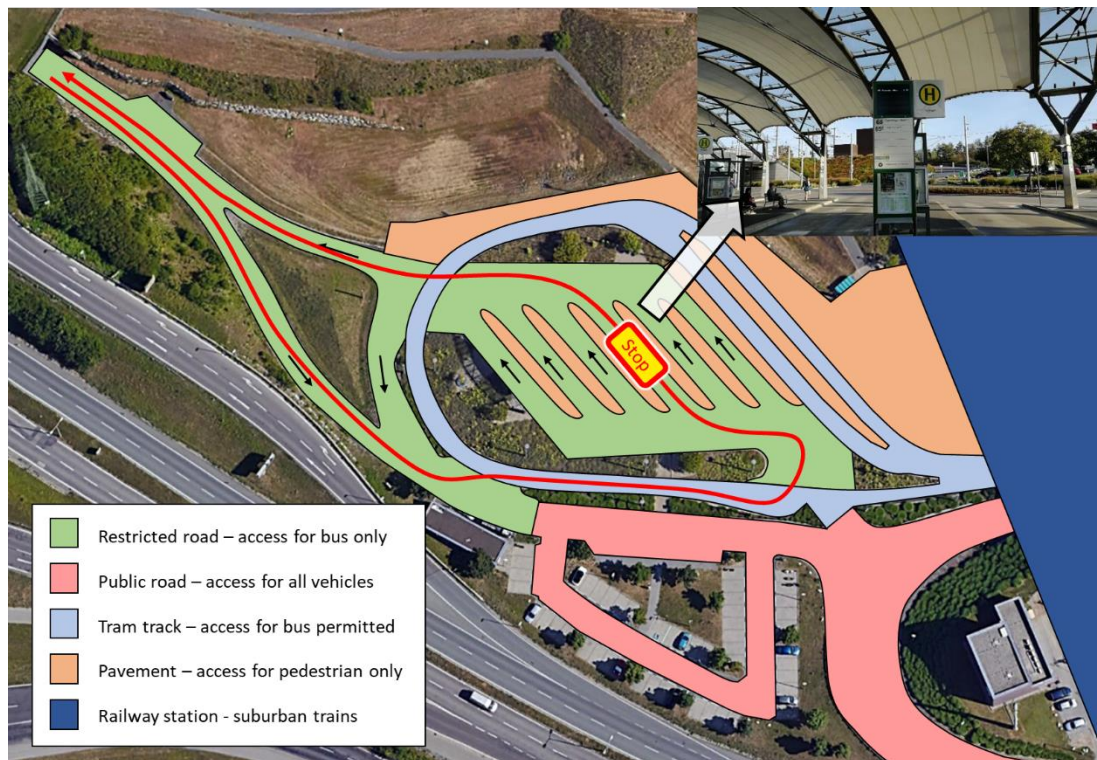 H
H
Stop
Restricted road – access for bus only
Public road – access for all vehicles
Tram track – access for bus permitted
Pavement – access for pedestrian only
Railway station - suburban trains